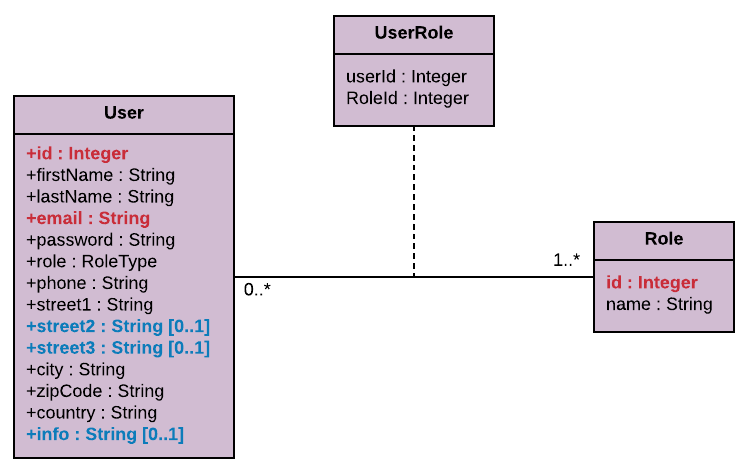 UserRole
userId : Integer
RoleId : Integer
User
+id : Integer
+firstName : String
+lastName : String
+email : String
+password : String
+role : RoleType
+phone : String
+street1 : String
+street2 : String [0..1]
+street3 : String [0..1]
+city : String
+zipCode : String
+country : String
+info : String [0..1]
0..*
1..*
Role
id : Integer
name : String